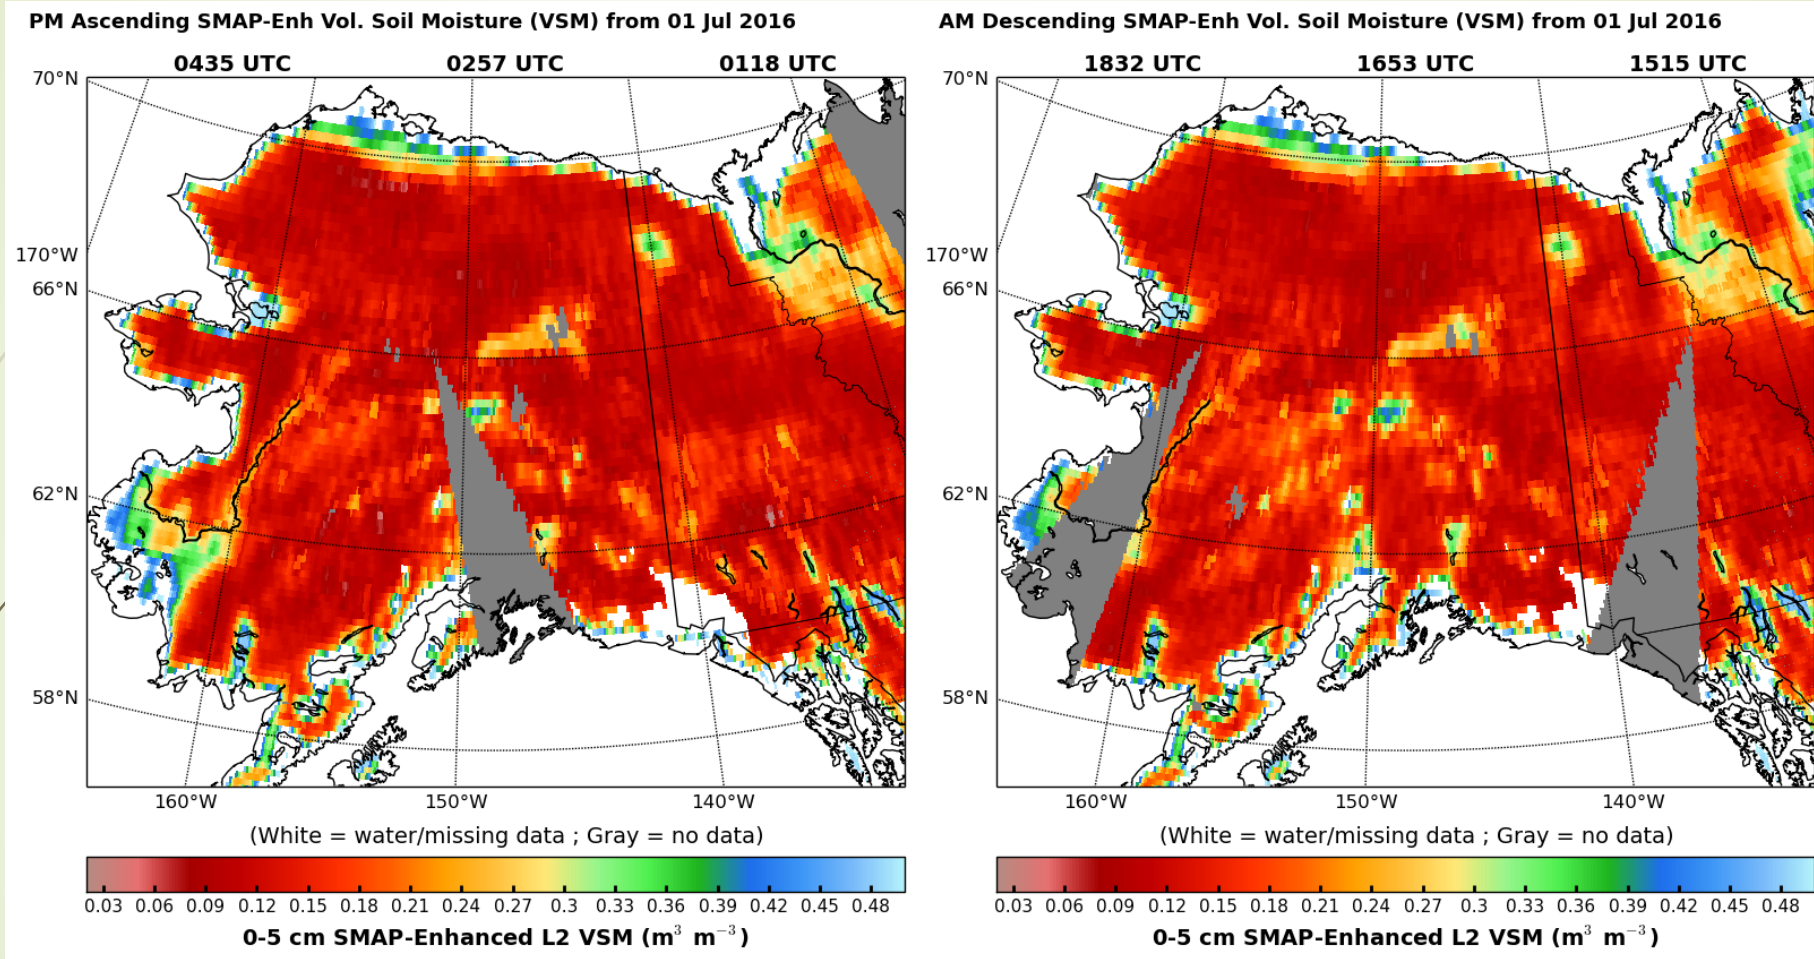 PM Ascending SMAP-Enh Vol. Soil Moisture (VSM) from 01 Jul 2016
0435 UTC 0257 UTC 0118 UTC
70°N
170°W
66°N
62°N
58°N
160°W 150°W 140°W
(White = water/missing data ; Gray = no data)
0.03 0.06 0.09 0.12 0.15 0.18 0.21 0.24 0.27 0.3 0.33 0.36 0.39 0.42 0.45 0.48
0-5 cm SMAP-Enhanced L2 VSM (m³ m⁻³)
AM Descending SMAP-Enh Vol. Soil Moisture (VSM) from 01 Jul 2016
1832 UTC 1653 UTC 1515 UTC
70°N
170°W
66°N
62°N
58°N
160°W 150°W 140°W
(White = water/missing data ; Gray = no data)
0.03 0.06 0.09 0.12 0.15 0.18 0.21 0.24 0.27 0.3 0.33 0.36 0.39 0.42 0.45 0.48
0-5 cm SMAP-Enhanced L2 VSM (m³ m⁻³)